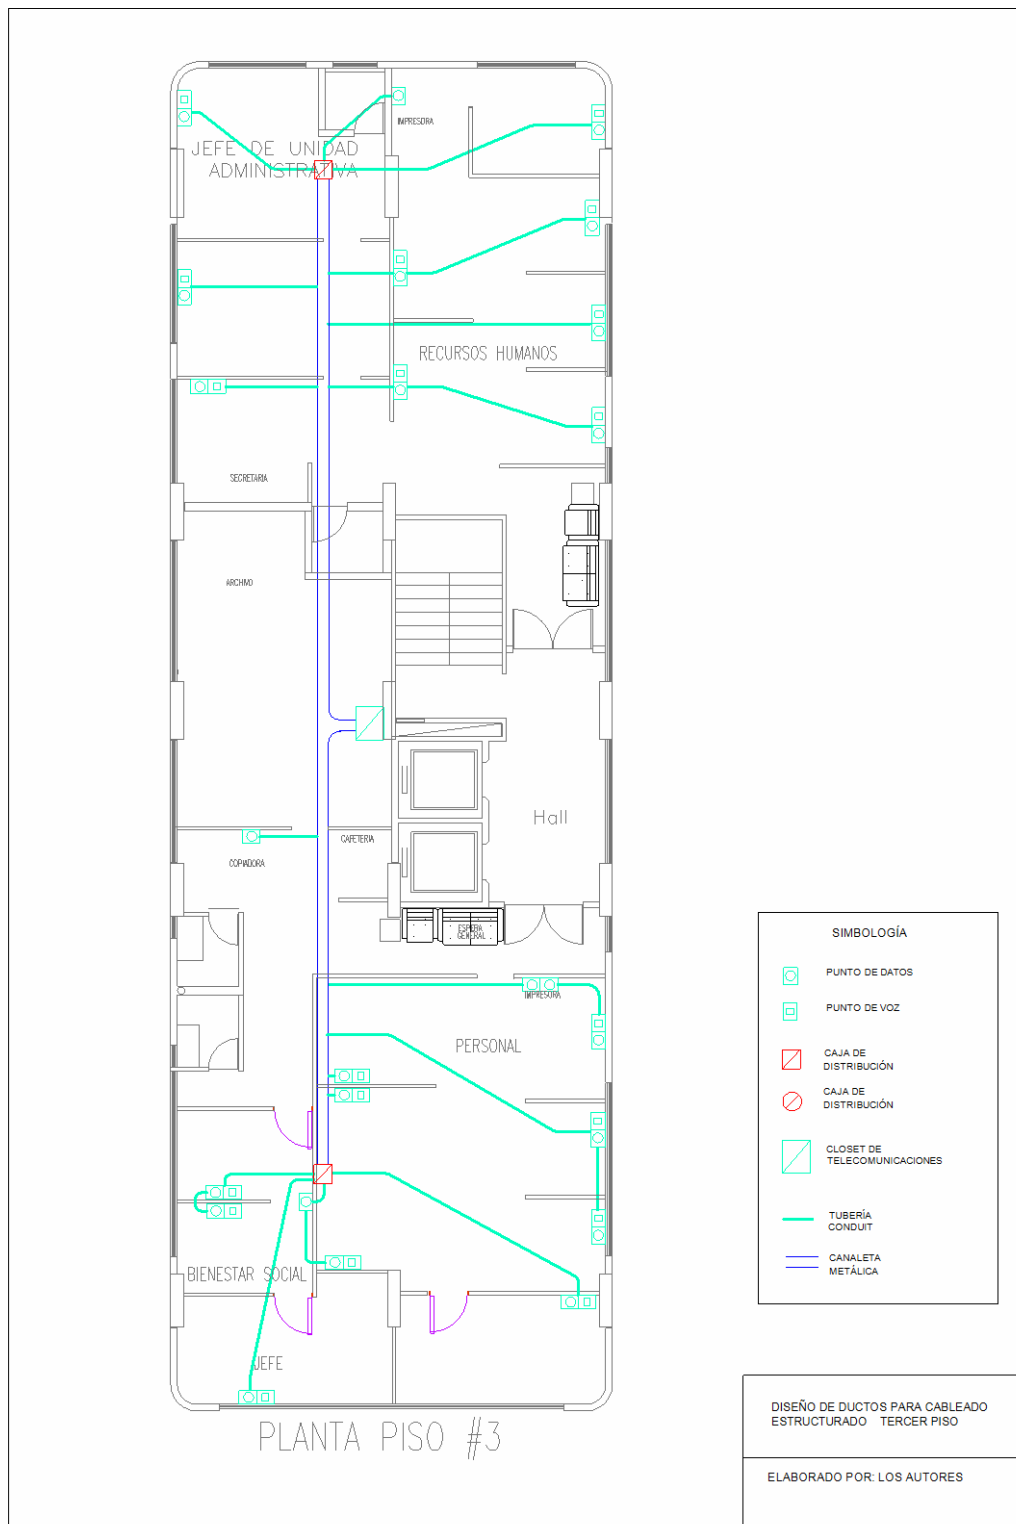 IMPRESORA
JEFE DE UNIDAD
ADMINISTRATIVA
RECURSOS HUMANOS
SECRETARIA
ARCHIVO
Hall
CAFETERIA
COPIADORA
ESPERA
GENERAL
IMPRESORA
PERSONAL
BIENESTAR SOCIAL
JEFE
PLANTA PISO #3
SIMBOLOGÍA
PUNTO DE DATOS
PUNTO DE VOZ
CAJA DE
DISTRIBUCIÓN
CAJA DE
DISTRIBUCIÓN
CLOSET DE
TELECOMUNICACIONES
TUBERÍA
CONDUIT
CANALETA
METÁLICA
DISEÑO DE DUCTOS PARA CABLEADO
ESTRUCTURADO TERCER PISO
ELABORADO POR: LOS AUTORES